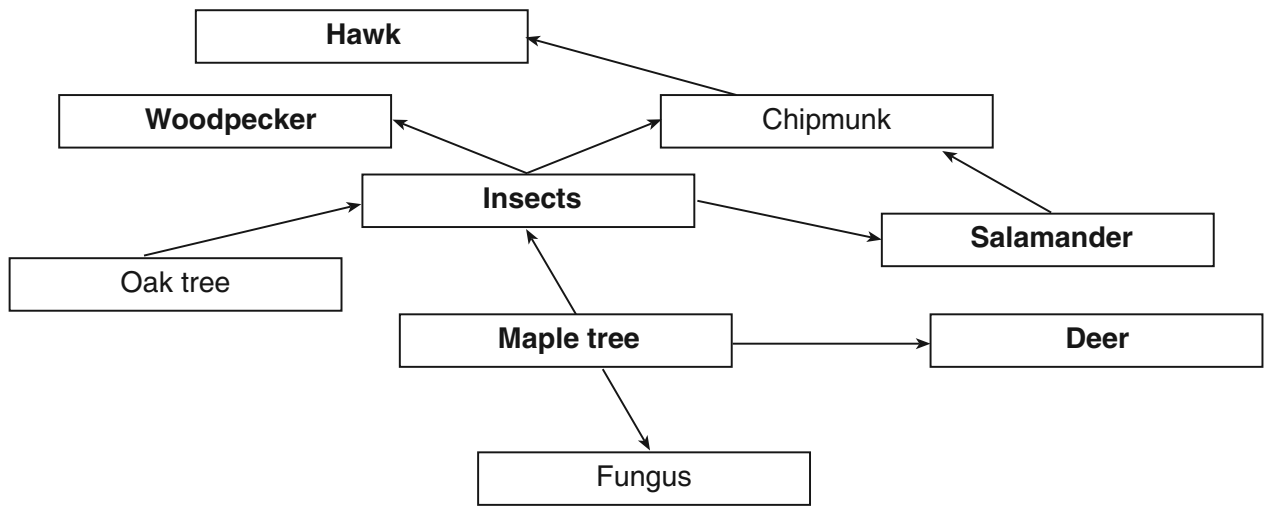 Hawk
Woodpecker
Chipmunk
Insects
Salamander
Oak tree
Maple tree
Deer
Fungus